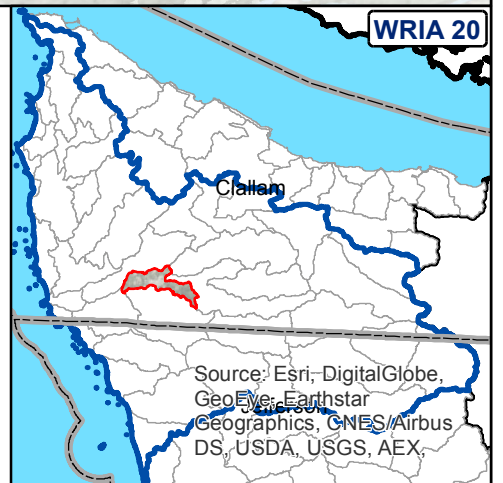 WRIA 20
Clallam
Source: Esri, DigitalGlobe,
GeoEye, Earthstar
Geographics, CNES/Airbus
DS, USDA, USGS, AEX,